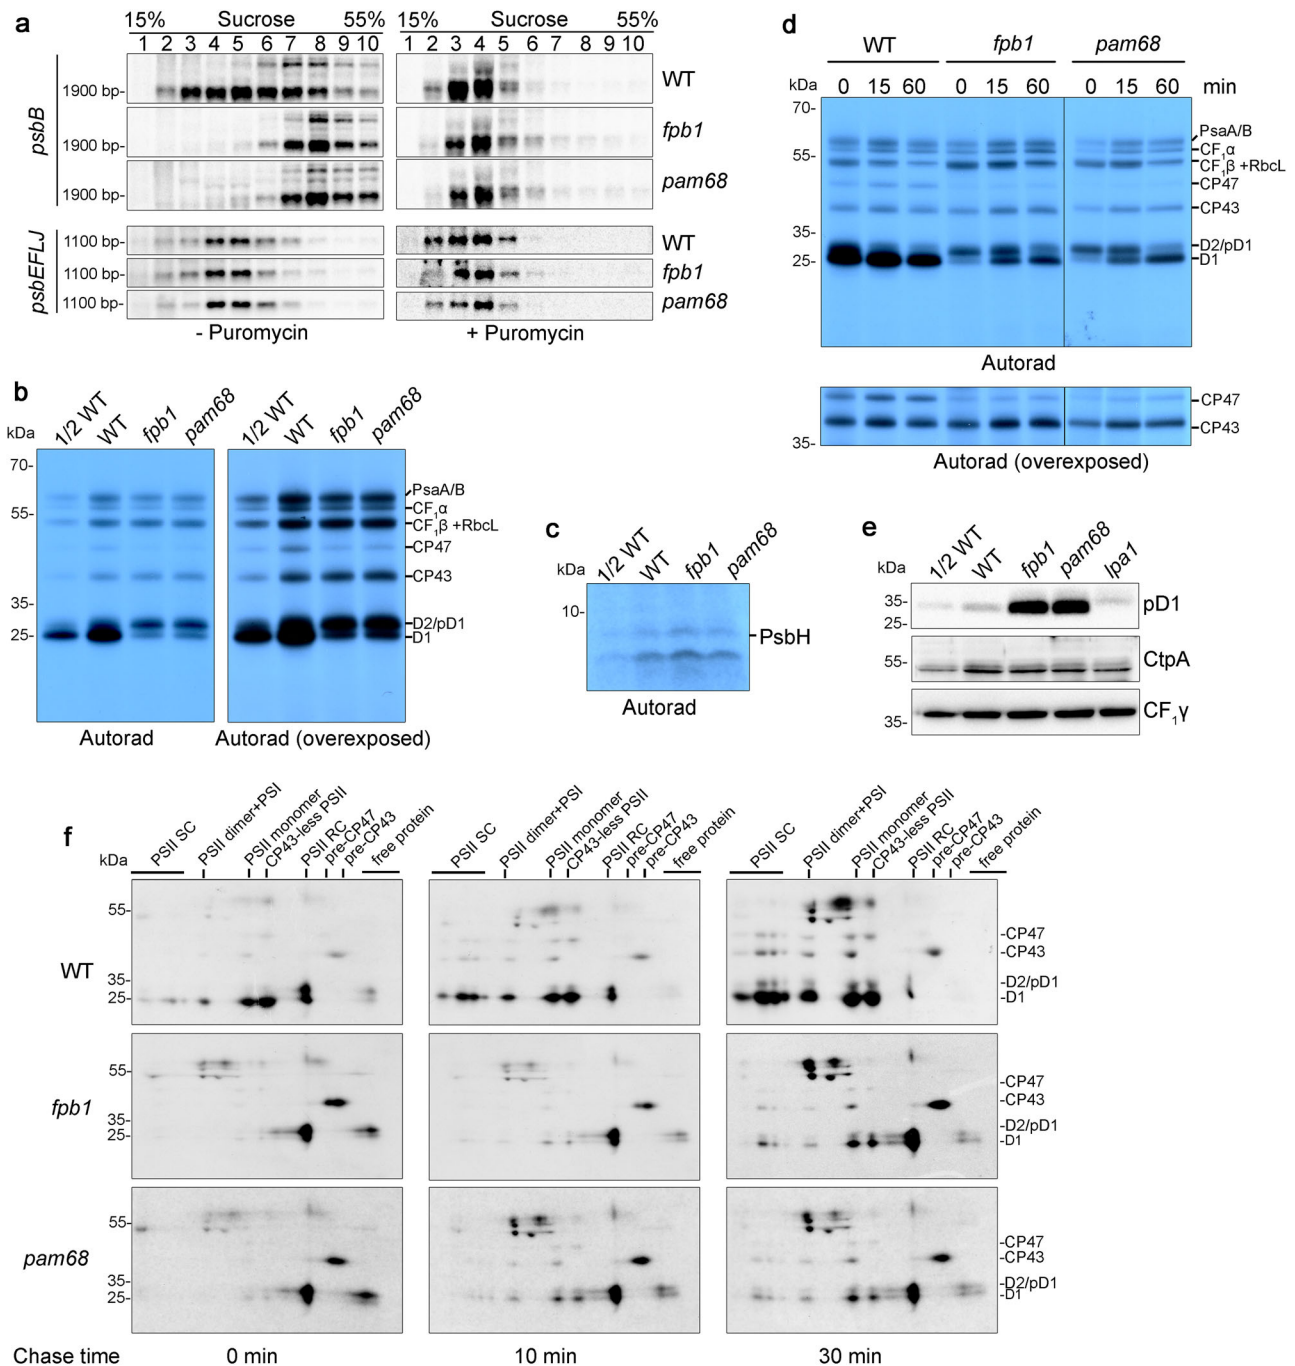 a
15% Sucrose 55%
1 2 3 4 5 6 7 8 9 10
15% Sucrose 55%
1 2 3 4 5 6 7 8 9 10
psbB
1900 bp-
WT
1900 bp-
fpb1
1900 bp-
pam68
psbEFLJ
1100 bp-
WT
1100 bp-
fpb1
1100 bp-
pam68
- Puromycin
+ Puromycin
b
kDa
1/2 WT
WT
fpb1
pam68
1/2 WT
WT
fpb1
pam68
70-
55-
35-
25-
PsaA/B
CF1α
CF1β +RbcL
CP47
CP43
D2/pD1
D1
Autorad
Autorad (overexposed)
c
kDa
1/2 WT
WT
fpb1
pam68
10-
PsbH
Autorad
d
WT fpb1 pam68
kDa
0 15 60 0 15 60 0 15 60 min
70-
55-
35-
25-
PsaA/B
CF1α
CF1β +RbcL
CP47
CP43
D2/pD1
D1
Autorad
CP47
CP43
35-
Autorad (overexposed)
e
kDa
1/2 WT
WT
fpb1
pam68
lpa1
35-
25-
pD1
55-
CtpA
35-
CF1γ
f
kDa
PSII SC
PSII dimer+PSI
PSII monomer
CP43-less PSII
PSII RC
pre-CP47
pre-CP43
free protein
PSII SC
PSII dimer+PSI
PSII monomer
CP43-less PSII
PSII RC
pre-CP47
pre-CP43
free protein
PSII SC
PSII dimer+PSI
PSII monomer
CP43-less PSII
PSII RC
pre-CP47
pre-CP43
free protein
WT
55-
35-
25-
-CP47
-CP43
-D2/pD1
-D1
fpb1
55-
35-
25-
-CP47
-CP43
-D2/pD1
-D1
pam68
55-
35-
25-
-CP47
-CP43
-D2/pD1
-D1
Chase time 0 min 10 min 30 min